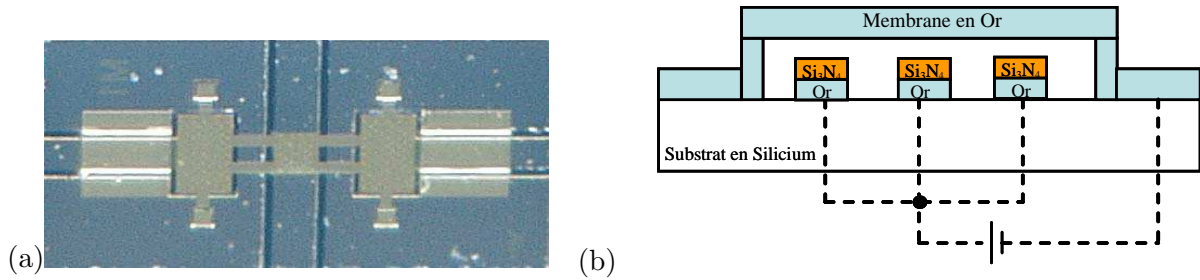 Membrane en Or
Si₃N₄ Si₃N₄ Si₃N₄
Or Or Or
Substrat en Silicium
(a) (b)